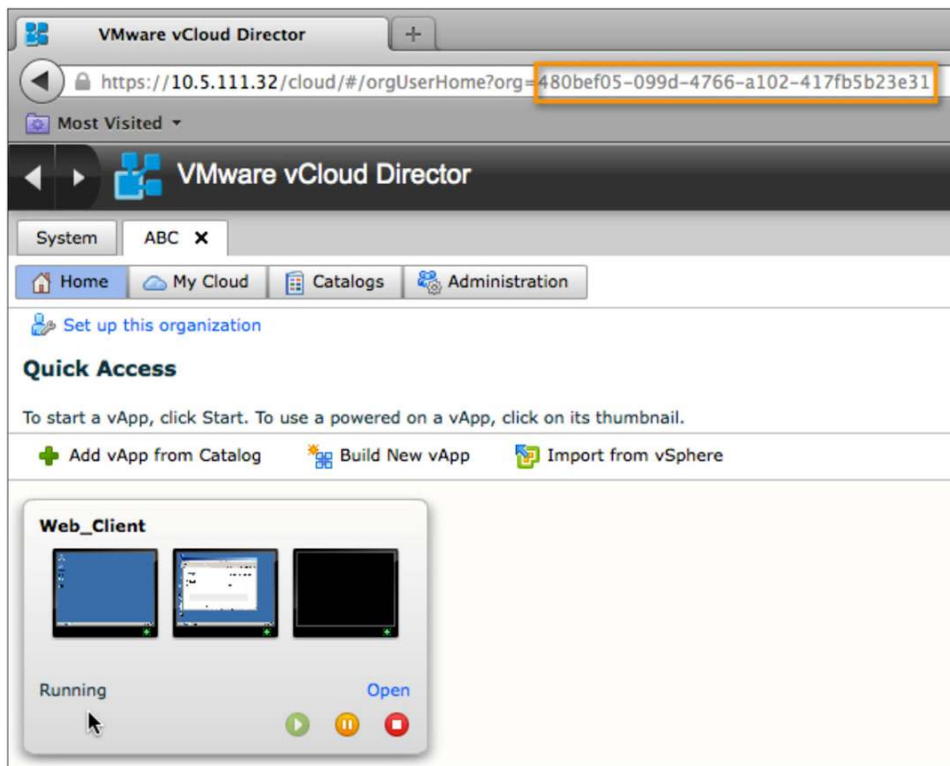 VMware vCloud Director
+
https://10.5.111.32/cloud/#/orgUserHome?org=480bef05-099d-4766-a102-417fb5b23e31
Most Visited
VMware vCloud Director
System ABC X
Home My Cloud Catalogs Administration
Set up this organization
Quick Access
To start a vApp, click Start. To use a powered on a vApp, click on its thumbnail.
Add vApp from Catalog Build New vApp Import from vSphere
Web_Client
Running Open